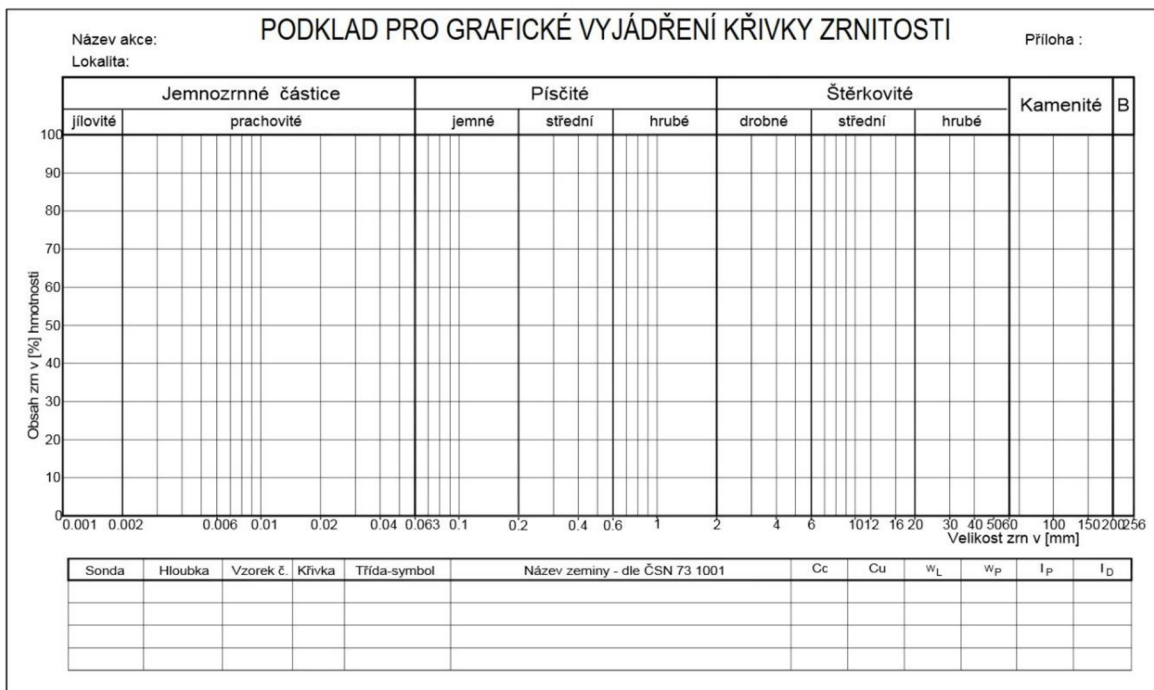 PODKLAD PRO GRAFICKÉ VYJÁDŘENÍ KŘIVKY ZRNITOSTI
Název akce:
Příloha :
Lokalita:
Jemnozrnné částice Písčité Štěrkovité Kamenité B
jílovité prachovité jemné střední hrubé drobné střední hrubé
100
90
80
70
60
50
40
30
20
10
0
Obsah zrn v [%] hmotnosti
0.001 0.002 0.006 0.01 0.02 0.04 0.063 0.1 0.2 0.4 0.6 1 2 4 6 10 12 16 20 30 40 50 60 100 150 200 256
Velikost zrn v [mm]
Sonda Hloubka Vzorek č. Křivka Třída-symbol Název zeminy - dle ČSN 73 1001 Cc Cu wL wP IP ID